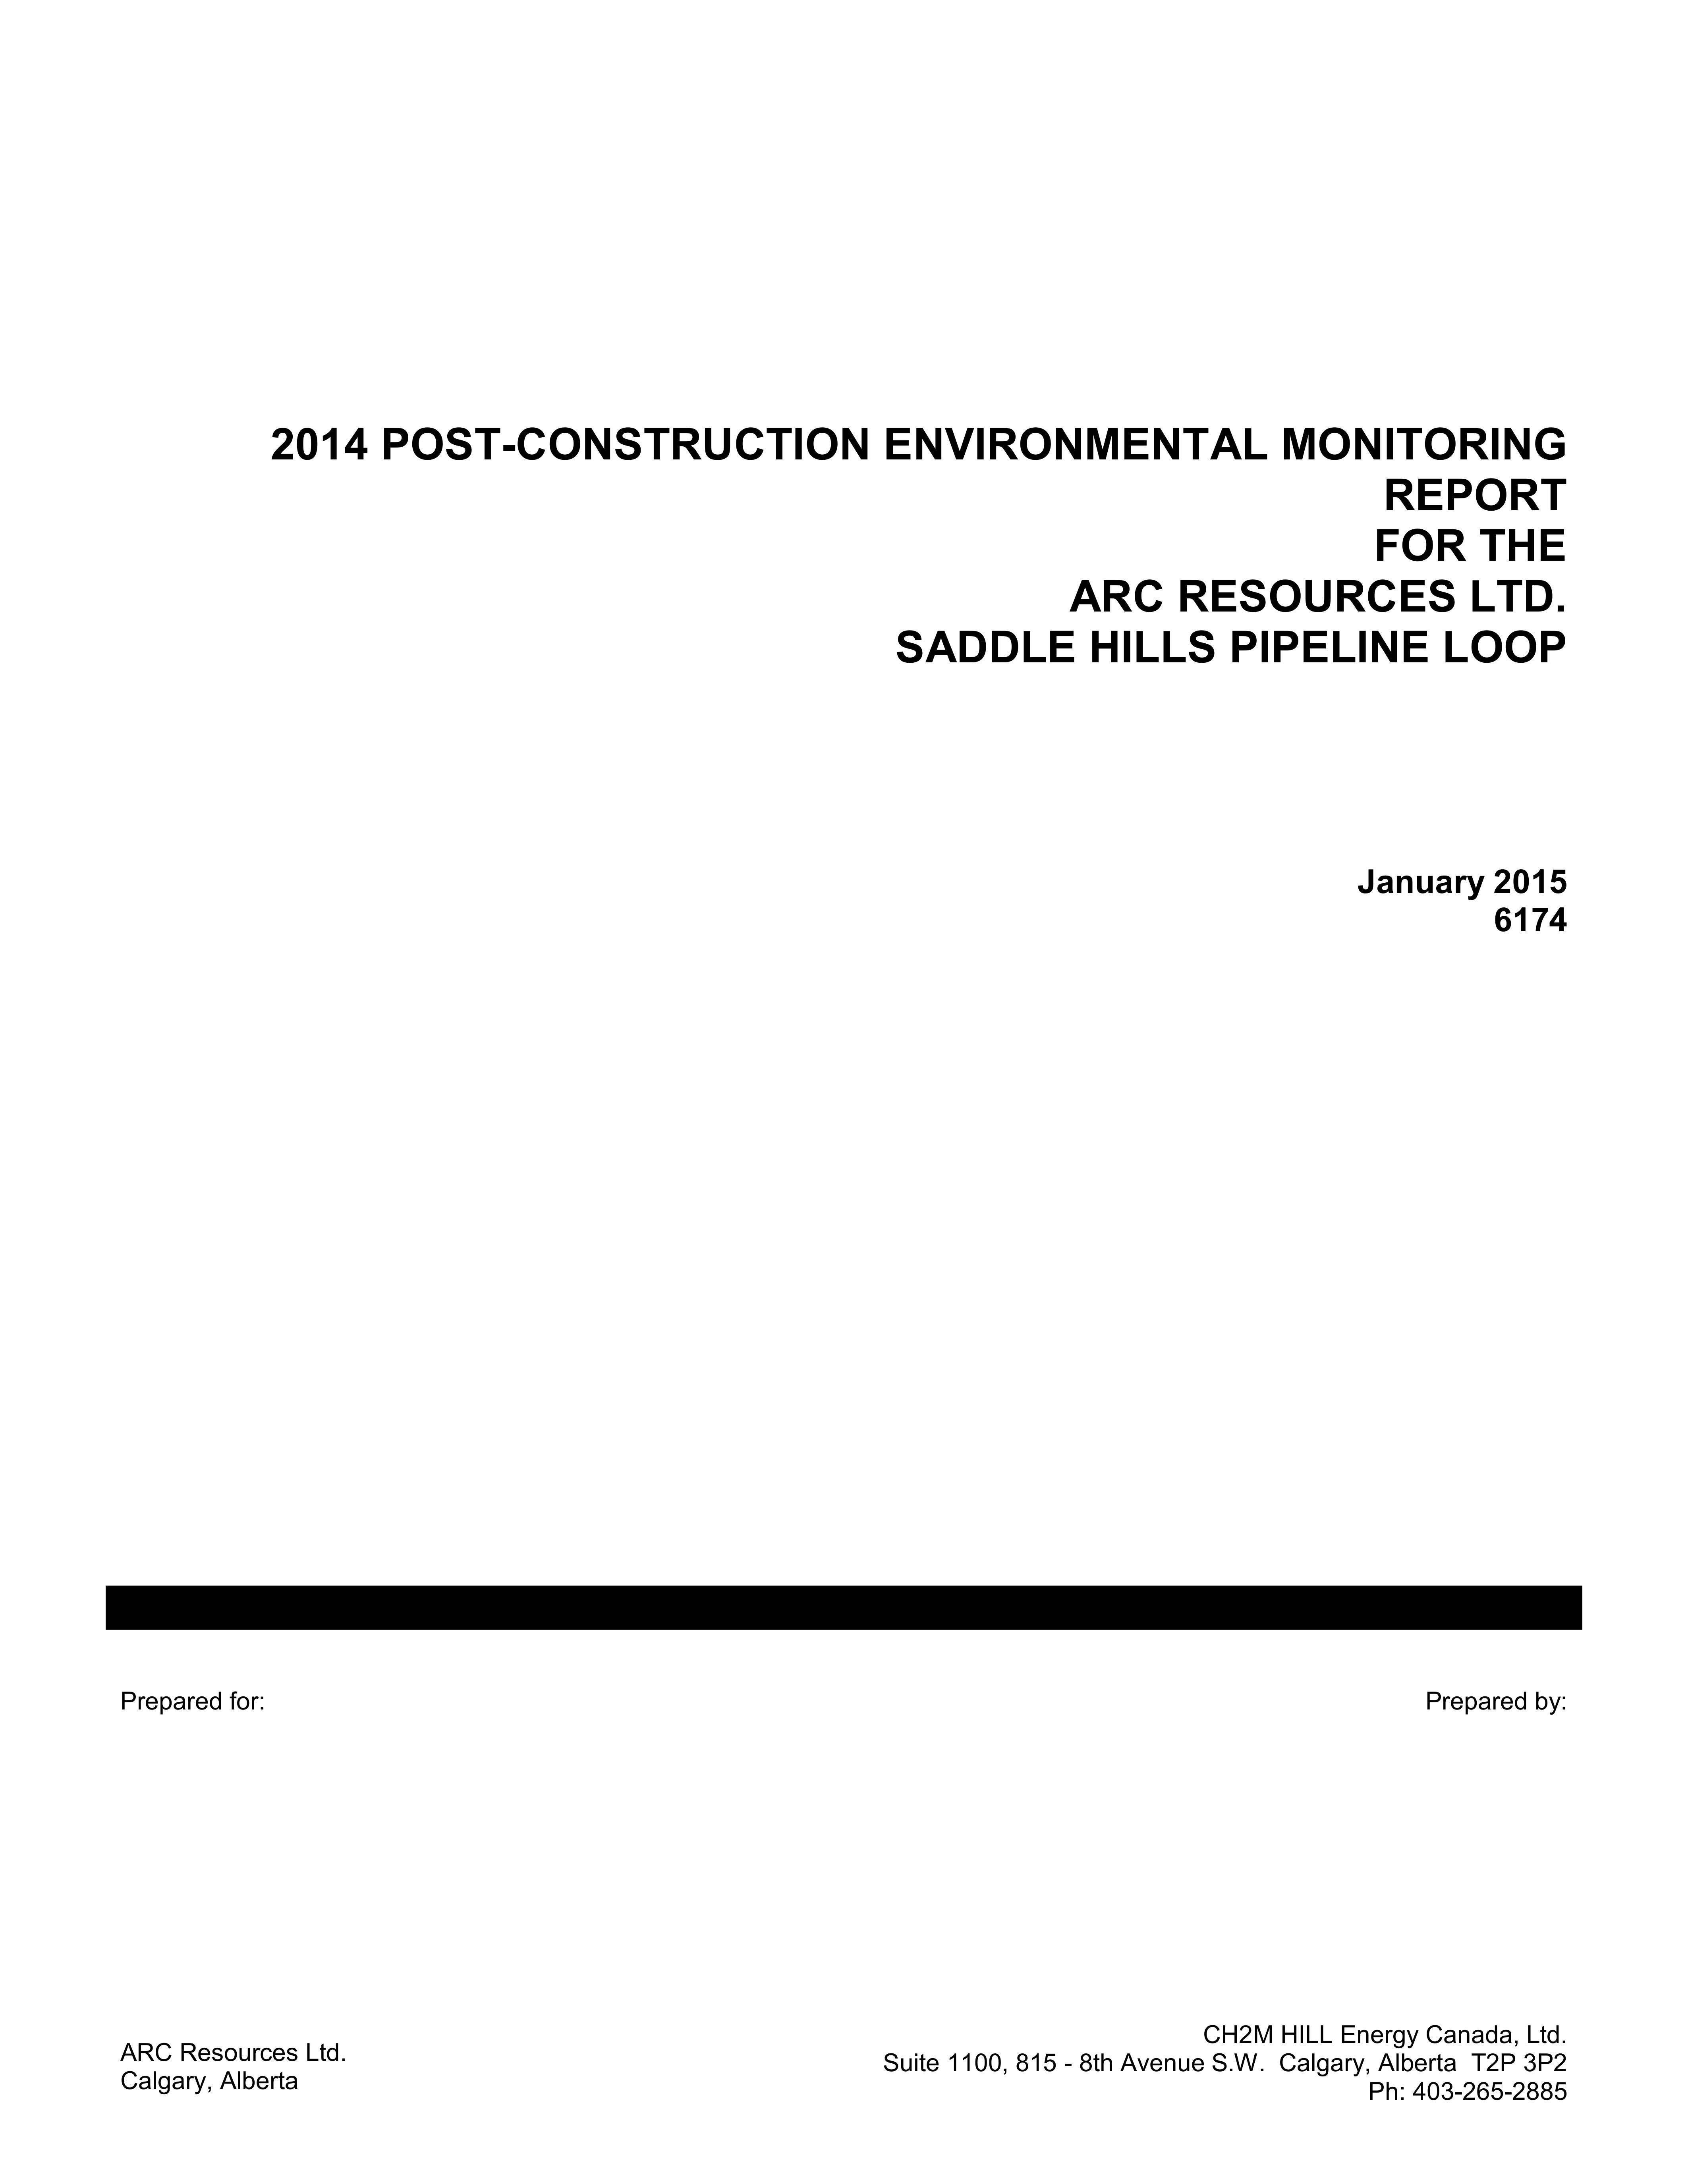 2014 POST-CONSTRUCTION ENVIRONMENTAL MONITORING
REPORT
FOR THE
ARC RESOURCES LTD.
SADDLE HILLS PIPELINE LOOP
January 2015
6174
Prepared for:
Prepared by:
ARC Resources Ltd.
Calgary, Alberta
CH2M HILL Energy Canada, Ltd.
Suite 1100, 815 - 8th Avenue S.W.  Calgary, Alberta  T2P 3P2
Ph: 403-265-2885